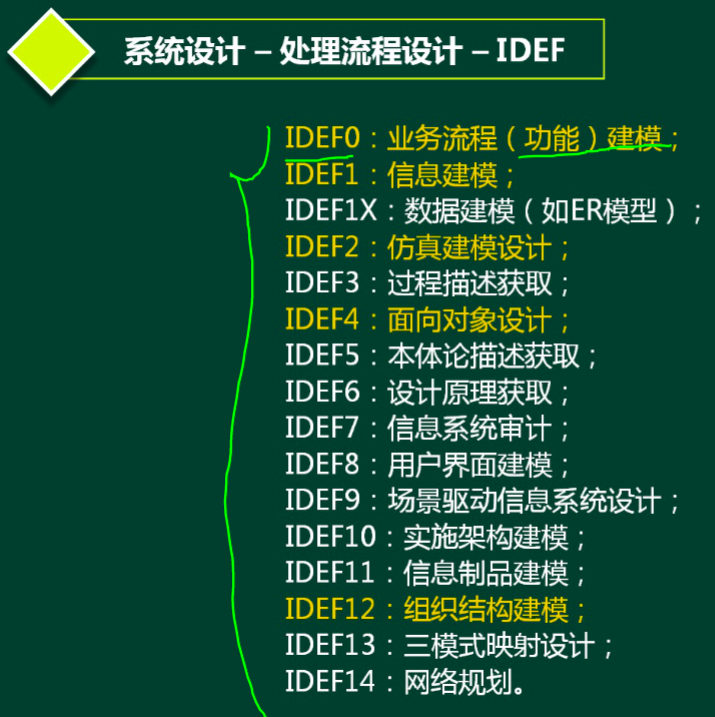 系统设计 – 处理流程设计 – IDEF
IDEF0：业务流程（功能）建模；
IDEF1：信息建模；
IDEF1X：数据建模（如ER模型）；
IDEF2：仿真建模设计；
IDEF3：过程描述获取；
IDEF4：面向对象设计；
IDEF5：本体论描述获取；
IDEF6：设计原理获取；
IDEF7：信息系统审计；
IDEF8：用户界面建模；
IDEF9：场景驱动信息系统设计；
IDEF10：实施架构建模；
IDEF11：信息制品建模；
IDEF12：组织结构建模；
IDEF13：三模式映射设计；
IDEF14：网络规划。